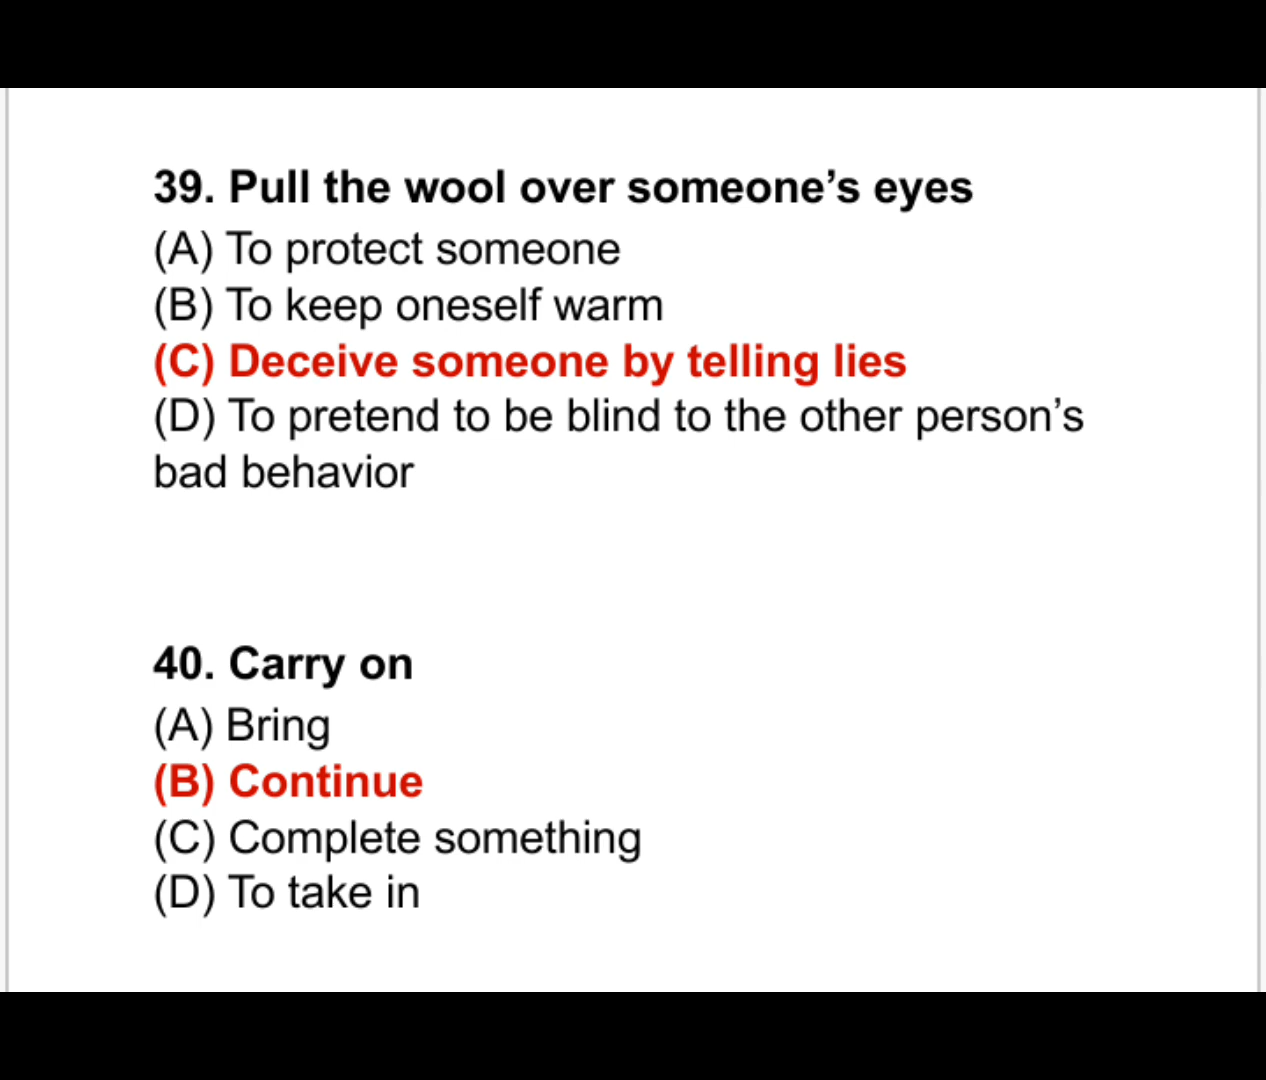 39. Pull the wool over someone’s eyes
(A) To protect someone
(B) To keep oneself warm
(C) Deceive someone by telling lies
(D) To pretend to be blind to the other person’s
bad behavior
40. Carry on
(A) Bring
(B) Continue
(C) Complete something
(D) To take in